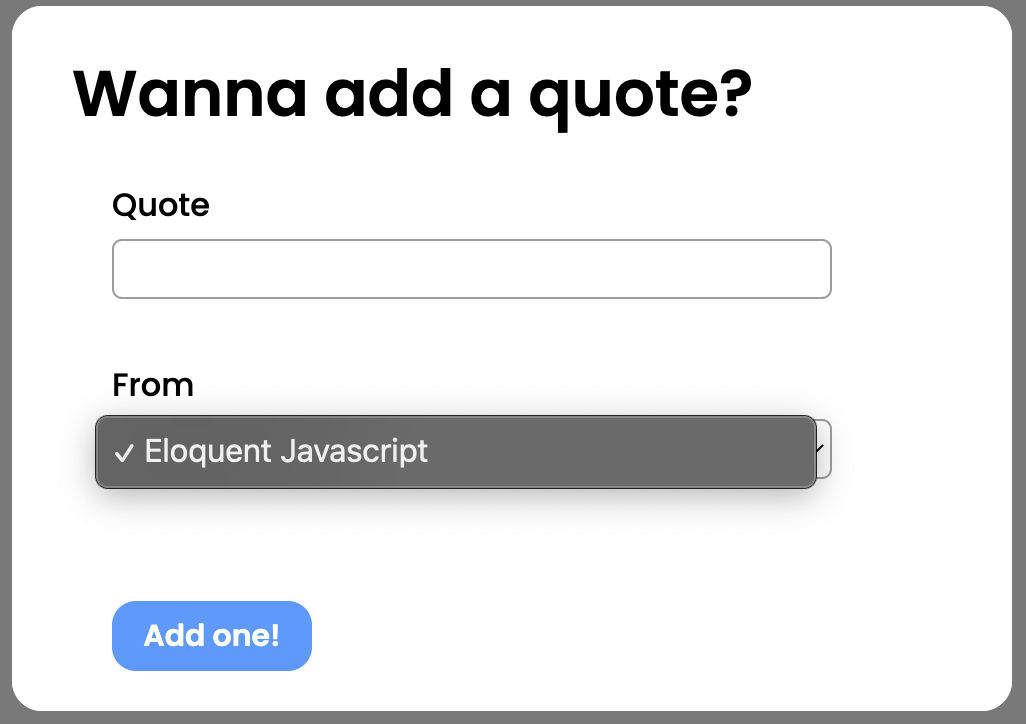 Wanna add a quote?
Quote
From
✓ Eloquent Javascript
Add one!